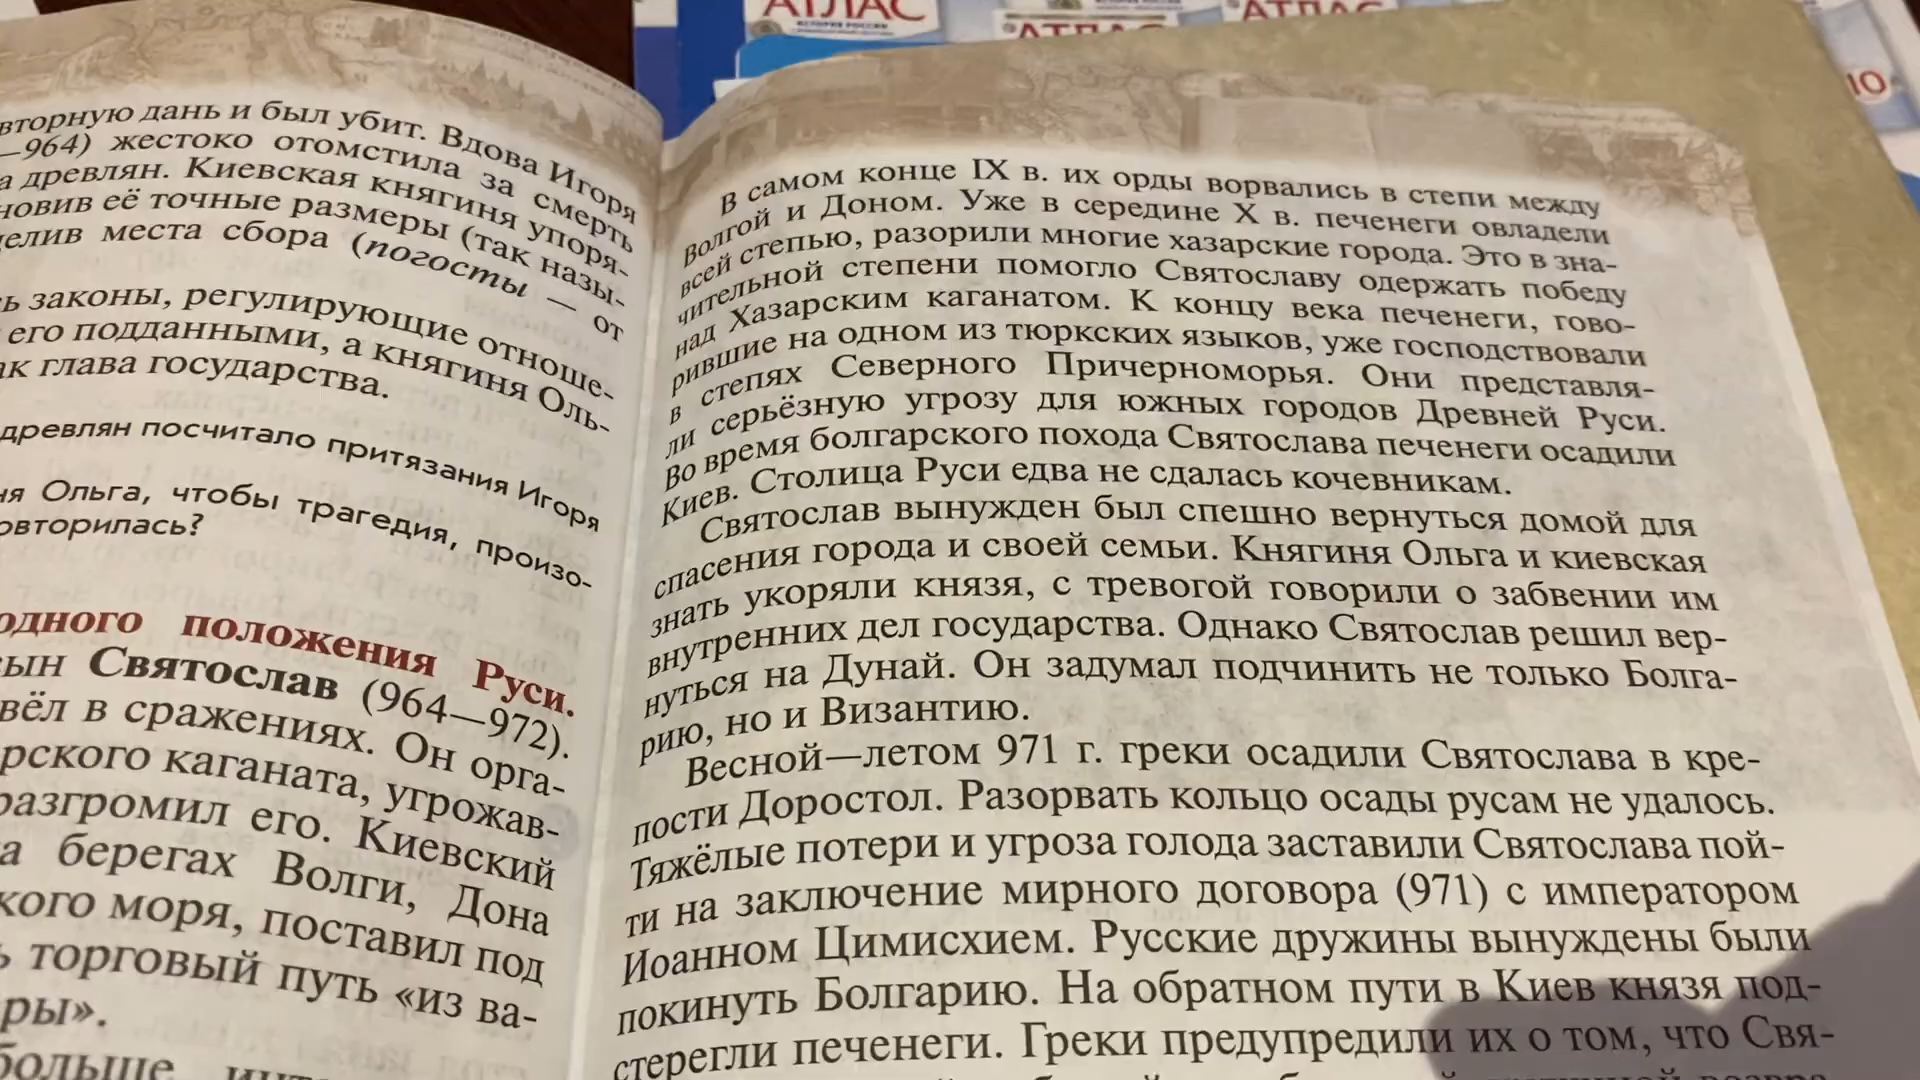 АТЛАС
ИСТОРИЯ РОССИИ
АТЛАС
АТЛАС
10
вторную дань и был убит. Вдова Игоря
—964) жестоко отомстила за смерть
а древлян. Киевская княгиня упоря-
новив её точные размеры (так назы-
делив места сбора (погосты — от
ь законы, регулирующие отноше-
его подданными, а княгиня Оль-
ак глава государства.
древлян посчитало притязания Игоря
ня Ольга, чтобы трагедия, произо-
овторилась?
одного положения Руси.
сын Святослав (964—972).
вёл в сражениях. Он орга-
рского каганата, угрожав-
разгромил его. Киевский
а берегах Волги, Дона
кого моря, поставил под
ь торговый путь «из ва-
ры».
больше
В самом конце IX в. их орды ворвались в степи между
Волгой и Доном. Уже в середине X в. печенеги овладели
всей степью, разорили многие хазарские города. Это в зна-
чительной степени помогло Святославу одержать победу
над Хазарским каганатом. К концу века печенеги, гово-
рившие на одном из тюркских языков, уже господствовали
в степях Северного Причерноморья. Они представля-
ли серьёзную угрозу для южных городов Древней Руси.
Во время болгарского похода Святослава печенеги осадили
Киев. Столица Руси едва не сдалась кочевникам.
Святослав вынужден был спешно вернуться домой для
спасения города и своей семьи. Княгиня Ольга и киевская
знать укоряли князя, с тревогой говорили о забвении им
внутренних дел государства. Однако Святослав решил вер-
нуться на Дунай. Он задумал подчинить не только Болга-
рию, но и Византию.
Весной—летом 971 г. греки осадили Святослава в кре-
пости Доростол. Разорвать кольцо осады русам не удалось.
Тяжёлые потери и угроза голода заставили Святослава пой-
ти на заключение мирного договора (971) с императором
Иоанном Цимисхием. Русские дружины вынуждены были
покинуть Болгарию. На обратном пути в Киев князя под-
стерегли печенеги. Греки предупредили их о том, что Свя-